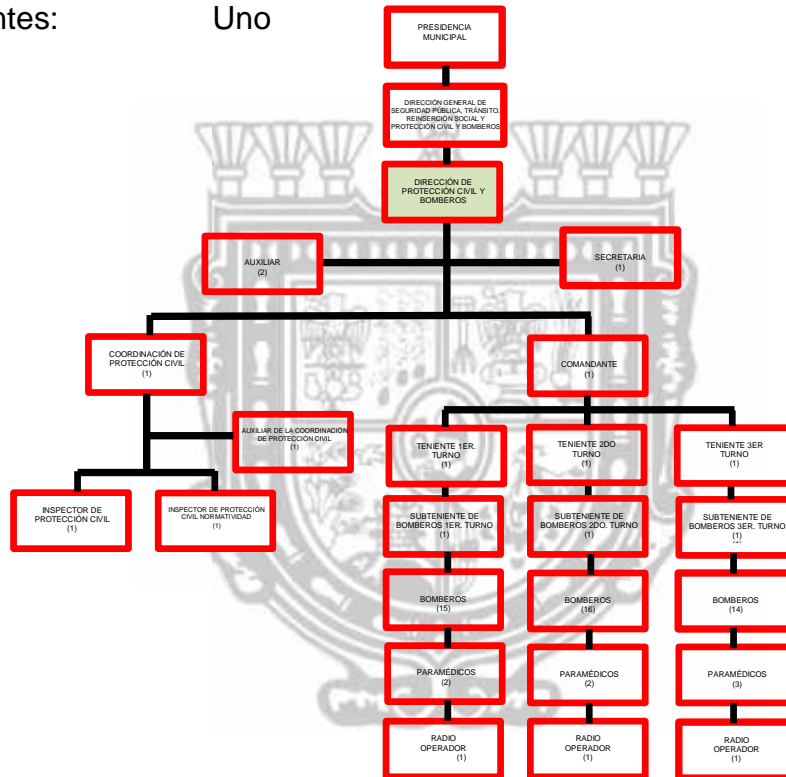 ntes: Uno
PRESIDENCIA
MUNICIPAL
DIRECCIÓN GENERAL DE
SEGURIDAD PÚBLICA, TRÁNSITO,
REINSERCIÓN SOCIAL Y
PROTECCIÓN CIVIL Y BOMBEROS
DIRECCIÓN DE
PROTECCIÓN CIVIL Y
BOMBEROS
AUXILIAR
(2)
SECRETARIA
(1)
COORDINACIÓN DE
PROTECCIÓN CIVIL
(1)
COMANDANTE
(1)
AUXILIAR DE LA COORDINACIÓN
DE PROTECCIÓN CIVIL
(1)
INSPECTOR DE
PROTECCIÓN CIVIL
(1)
INSPECTOR DE PROTECCIÓN
CIVIL NORMATIVIDAD
(1)
TENIENTE 1ER.
TURNO
(1)
TENIENTE 2DO
TURNO
(1)
TENIENTE 3ER
TURNO
(1)
SUBTENIENTE DE
BOMBEROS 1ER. TURNO
(1)
SUBTENIENTE DE
BOMBEROS 2DO. TURNO
(1)
SUBTENIENTE DE
BOMBEROS 3ER. TURNO
(1)
BOMBEROS
(15)
BOMBEROS
(16)
BOMBEROS
(14)
PARAMÉDICOS
(2)
PARAMÉDICOS
(2)
PARAMÉDICOS
(3)
RADIO
OPERADOR
(1)
RADIO
OPERADOR
(1)
RADIO
OPERADOR
(1)